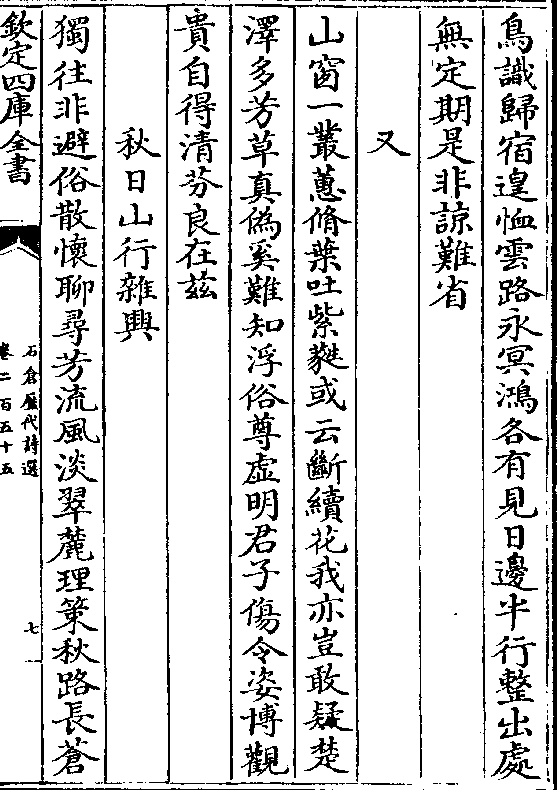 鳥識歸宿遑恤雲路永㝠鴻各有見日邊半行整出處
無定期是非諒難省
又
山窗一叢蕙脩葉吐紫蕤或云斷續花我亦豈敢疑楚
澤多芳草真偽奚難知浮俗尊虛明君子傷令姿博觀
貴自得清芬良在茲
秋日山行雜興
獨往非避俗散懷聊尋芳流風淡翠麓理策秋路長蒼
欽定四庫全書
石倉歷代詩選
卷二百五十五
七